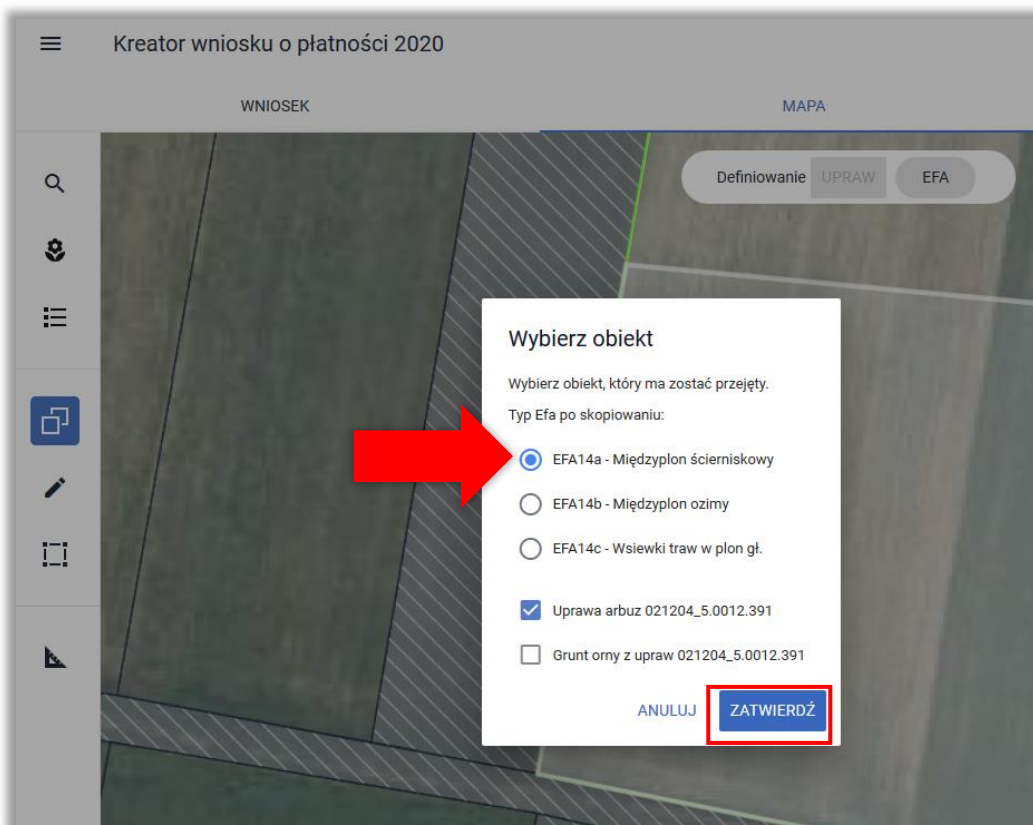 Kreator wniosku o płatności 2020
WNIOSEK
MAPA
Definiowanie UPRAW EFA
Wybierz obiekt
Wybierz obiekt, który ma zostać przejęty.
Typ Efa po skopiowaniu:
EFA14a - Międzyplon ścierniskowy
EFA14b - Międzyplon ozimy
EFA14c - Wsiewki traw w plon gł.
Uprawa arbuz 021204_5.0012.391
Grunt orny z upraw 021204_5.0012.391
ANULUJ ZATWIERDŹ